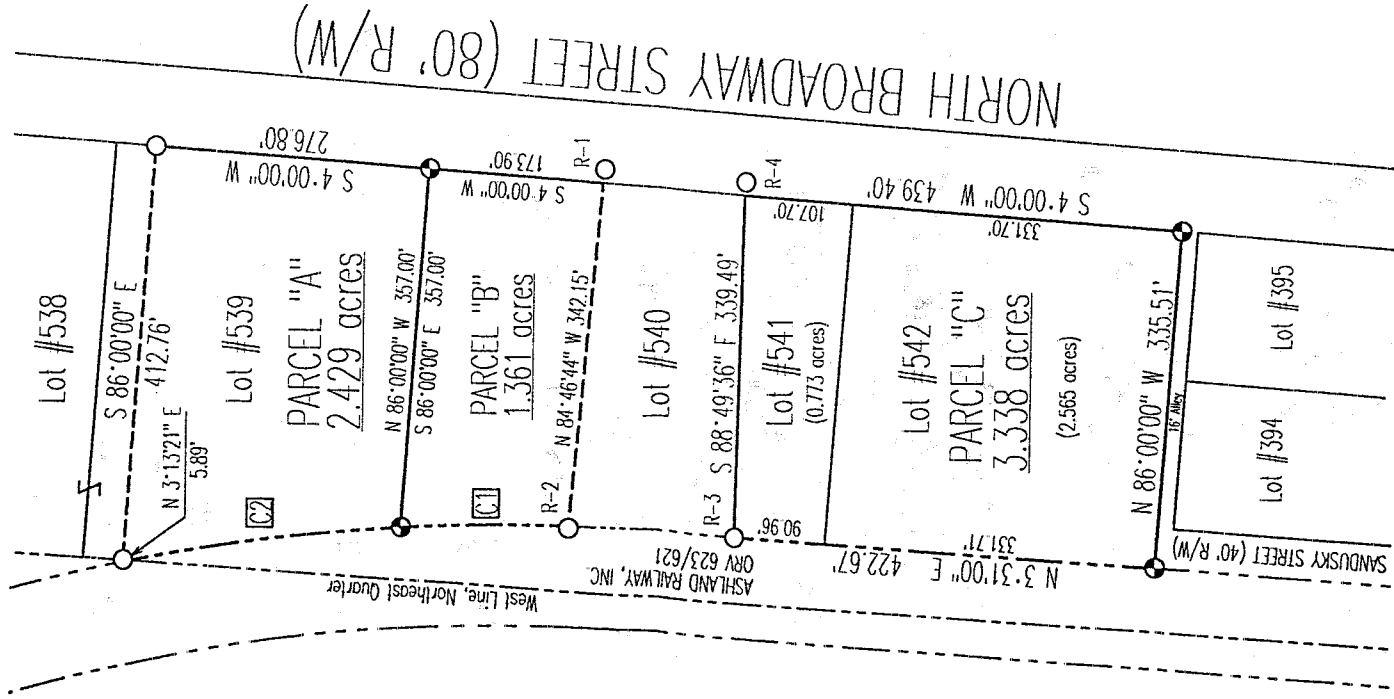 NORTH BROADWAY STREET (80' R/W)
276.80'
S 4°00'00" W
173.90'
S 4°00'00" W
R-1
R-4
107.70'
S 4°00'00" W 439.40'
331.70'
Lot #538
S 86°00'00" E
412.76'
N 3°13'21" E
5.89'
Lot #539
PARCEL "A"
2.429 acres
N 86°00'00" W 357.00'
S 86°00'00" E 357.00'
PARCEL "B"
1.361 acres
N 84°46'44" W 342.15'
Lot #540
S 88°49'36" E 339.49'
Lot #541
(0.773 acres)
Lot #542
PARCEL "C"
3.338 acres
(2.565 acres)
N 86°00'00" W 335.51'
16' Alley
Lot #395
Lot #394
SANDUSKY STREET (40' R/W)
C2
C1
R-2
R-3
90.96'
331.71'
N 3°31'00" E 422.67'
ASHLAND RAILWAY, INC.
ORV 623/621
West Line, Northeast Quarter